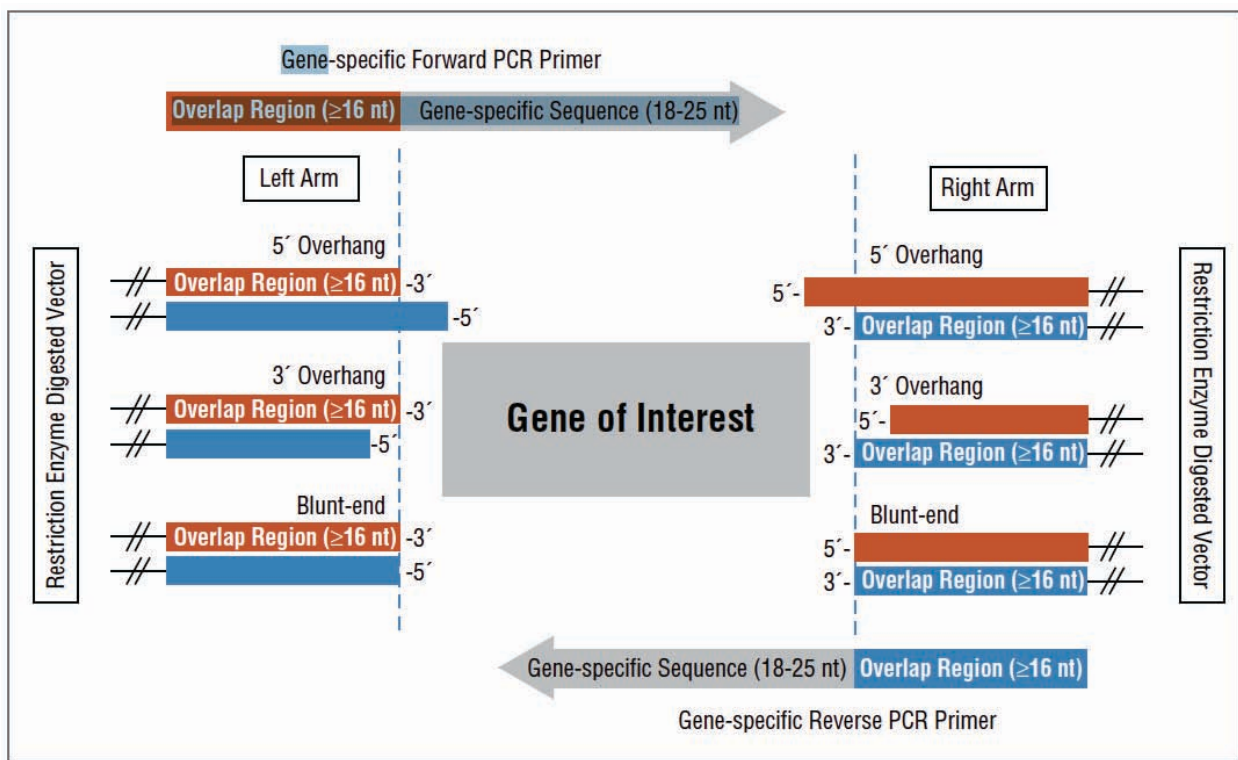 Gene-specific Forward PCR Primer
Overlap Region (≥16 nt) Gene-specific Sequence (18-25 nt)
Left Arm
Right Arm
Restriction Enzyme Digested Vector
5´ Overhang
Overlap Region (≥16 nt) -3´
-5´
3´ Overhang
Overlap Region (≥16 nt) -3´
-5´
Blunt-end
Overlap Region (≥16 nt) -3´
-5´
Gene of Interest
5´ Overhang
5´-
3´- Overlap Region (≥16 nt)
3´ Overhang
5´-
3´- Overlap Region (≥16 nt)
Blunt-end
5´-
3´- Overlap Region (≥16 nt)
Restriction Enzyme Digested Vector
Gene-specific Sequence (18-25 nt) Overlap Region (≥16 nt)
Gene-specific Reverse PCR Primer